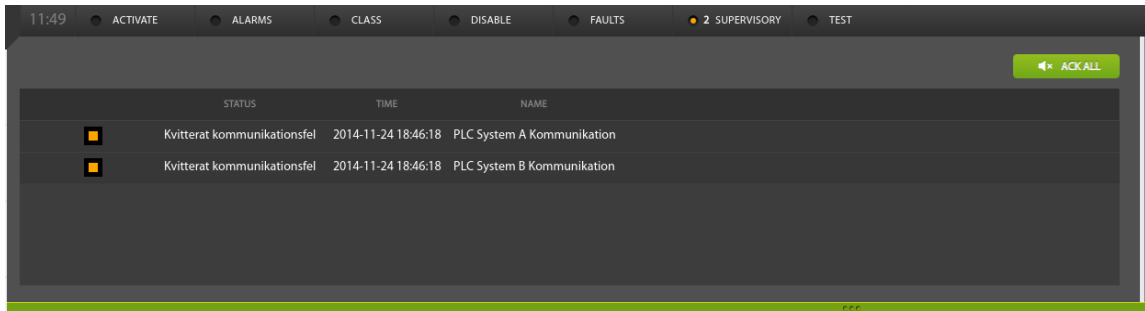 11:49 ACTIVATE ALARMS CLASS DISABLE FAULTS 2 SUPERVISORY TEST
ACK ALL
STATUS TIME NAME
Kvitterat kommunikationsfel 2014-11-24 18:46:18 PLC System A Kommunikation
Kvitterat kommunikationsfel 2014-11-24 18:46:18 PLC System B Kommunikation